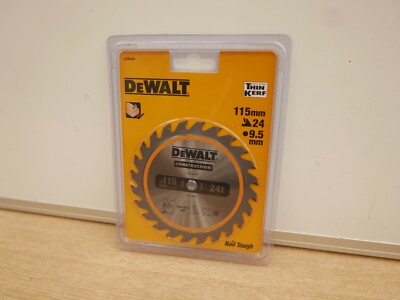 DEWALT
THIN
KERF
115mm
24
9.5
mm
DEWALT
CONSTRUCTION
115
24T
Nail Tough